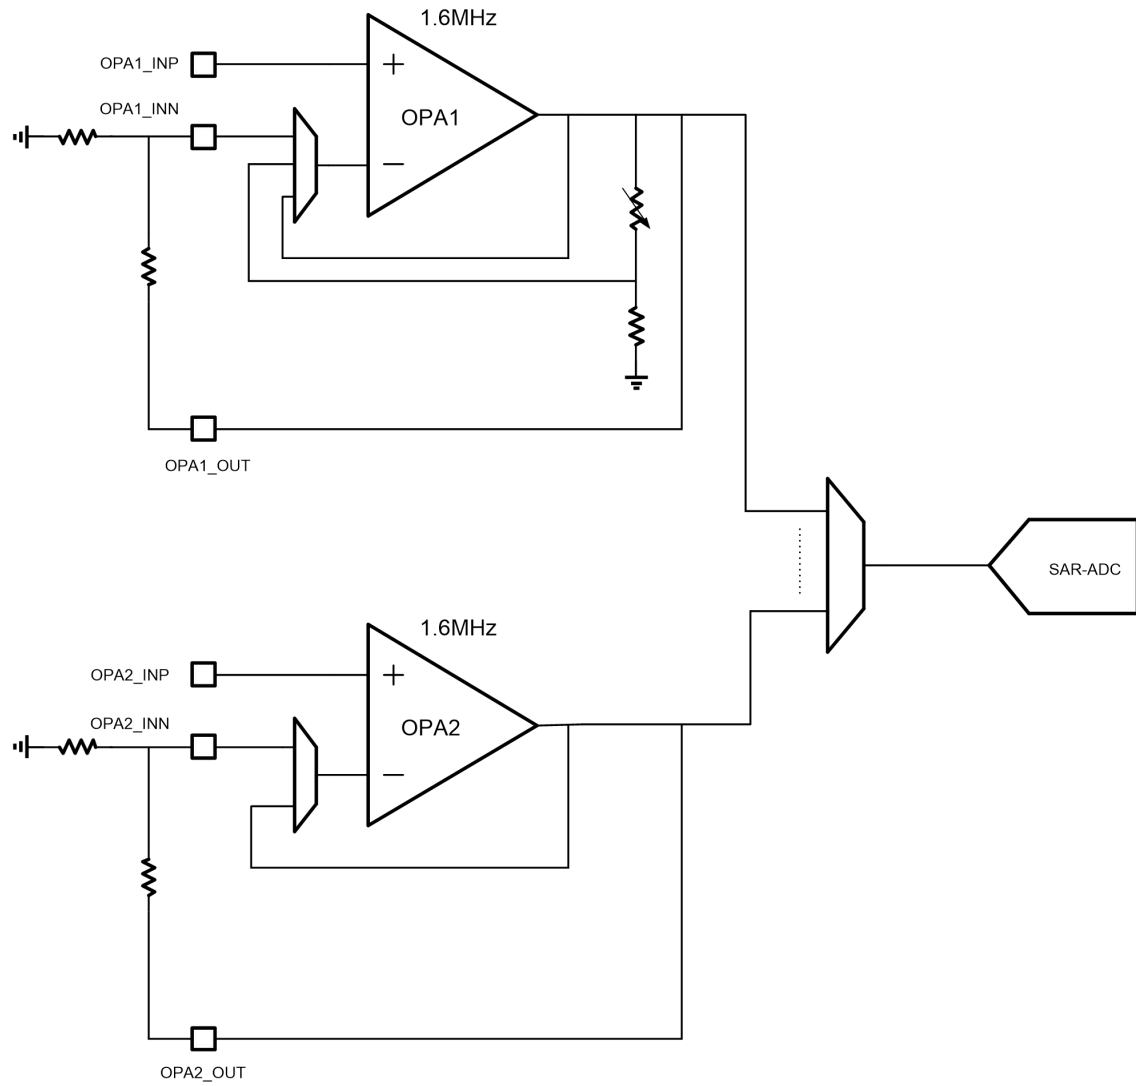 1.6MHz
OPA1_INP
+
OPA1_INN
OPA1
−
OPA1_OUT
SAR-ADC
1.6MHz
OPA2_INP
+
OPA2_INN
OPA2
−
OPA2_OUT